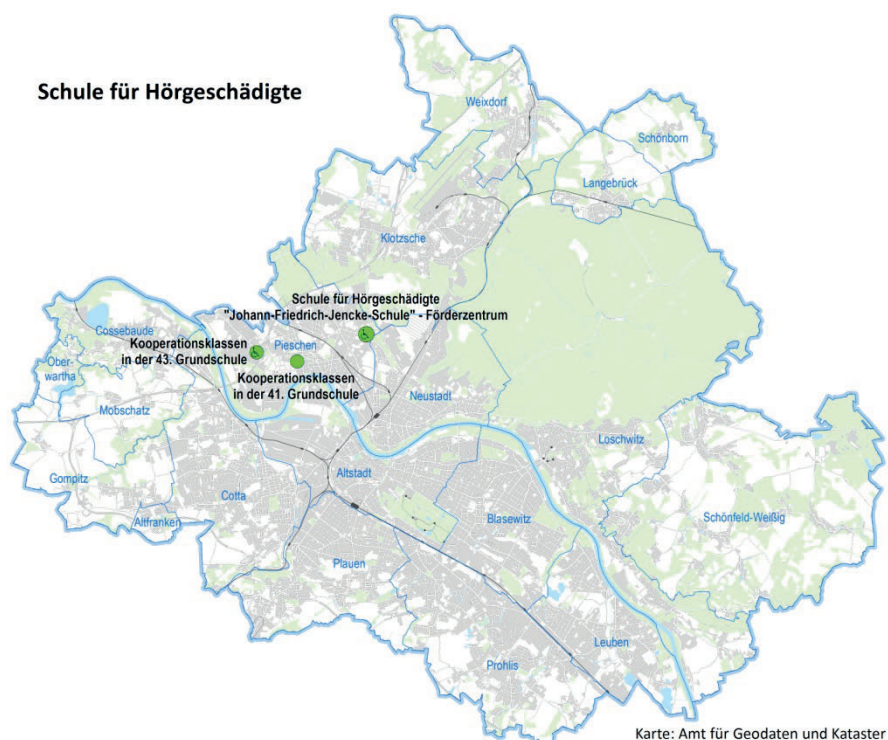 Schule für Hörgeschädigte
Weixdorf
Schönborn
Langebrück
Klotzsche
Schule für Hörgeschädigte
"Johann-Friedrich-Jencke-Schule" - Förderzentrum
Cossebaude
Kooperationsklassen
in der 43. Grundschule
Pieschen
Ober-
wartha
Kooperationsklassen
in der 41. Grundschule
Neustadt
Mobschatz
Loschwitz
Gompitz
Altstadt
Cotta
Altfranken
Blasewitz
Schönfeld-Weißig
Plauen
Leuben
Prohlis
Karte: Amt für Geodaten und Kataster